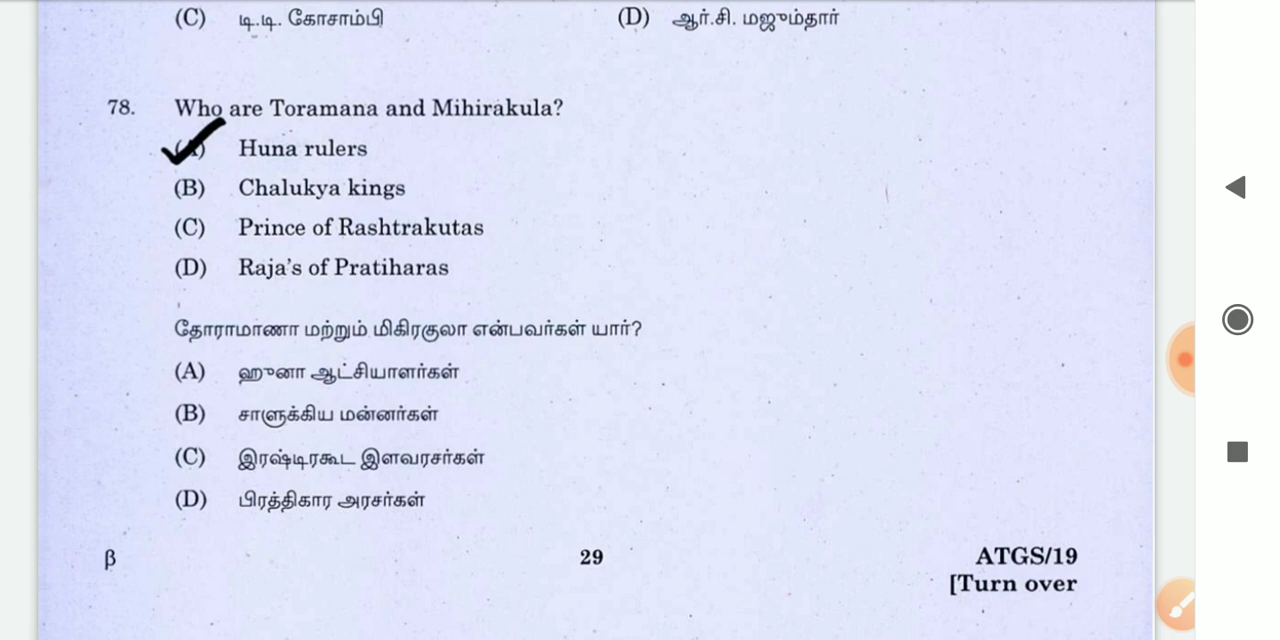 (C) டி.டி. கோசாம்பி (D) ஆர்.சி. மஜும்தார்
78. Who are Toramana and Mihirakula?
(A) Huna rulers
(B) Chalukya kings
(C) Prince of Rashtrakutas
(D) Raja's of Pratiharas
தோராமாணா மற்றும் மிகிரகுலா என்பவர்கள் யார்?
(A) ஹுனா ஆட்சியாளர்கள்
(B) சாளுக்கிய மன்னர்கள்
(C) இரஷ்டிரகூட இளவரசர்கள்
(D) பிரத்திகார அரசர்கள்
β 29 ATGS/19
[Turn over